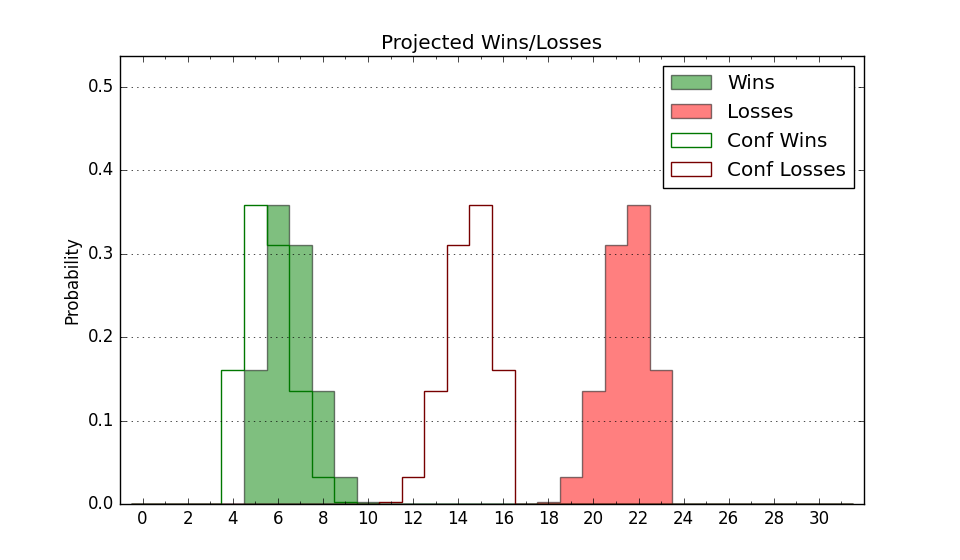 Projected Wins/Losses
Wins
Losses
Conf Wins
Conf Losses
Probability
0.5
0.4
0.3
0.2
0.1
0.0
0 2 4 6 8 10 12 14 16 18 20 22 24 26 28 30